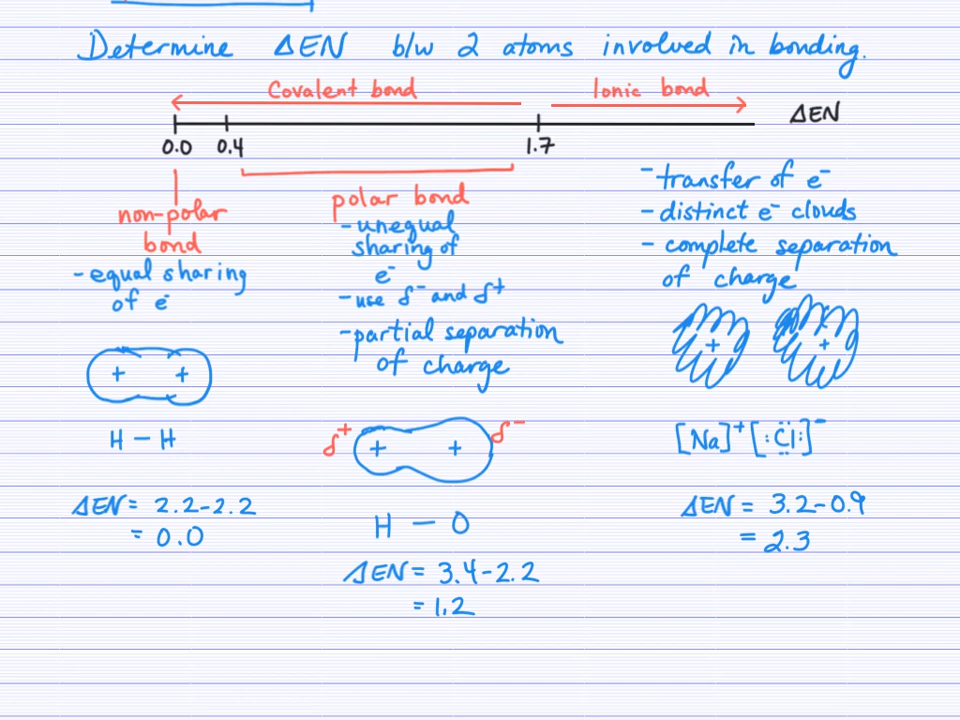 Determine ΔEN b/w 2 atoms involved in bonding.
Covalent bond
Ionic bond
ΔEN
0.0 0.4 1.7
non-polar
bond
- equal sharing
of e⁻
+ +
H – H
ΔEN = 2.2-2.2
= 0.0
polar bond
- unequal
sharing of
e⁻
- use δ⁻ and δ⁺
- partial separation
of charge
δ⁺ + + δ⁻
H – O
ΔEN = 3.4-2.2
= 1.2
- transfer of e⁻
- distinct e⁻ clouds
- complete separation
of charge
+ +
[Na]⁺[:C̤̈l:]⁻
ΔEN = 3.2-0.9
= 2.3